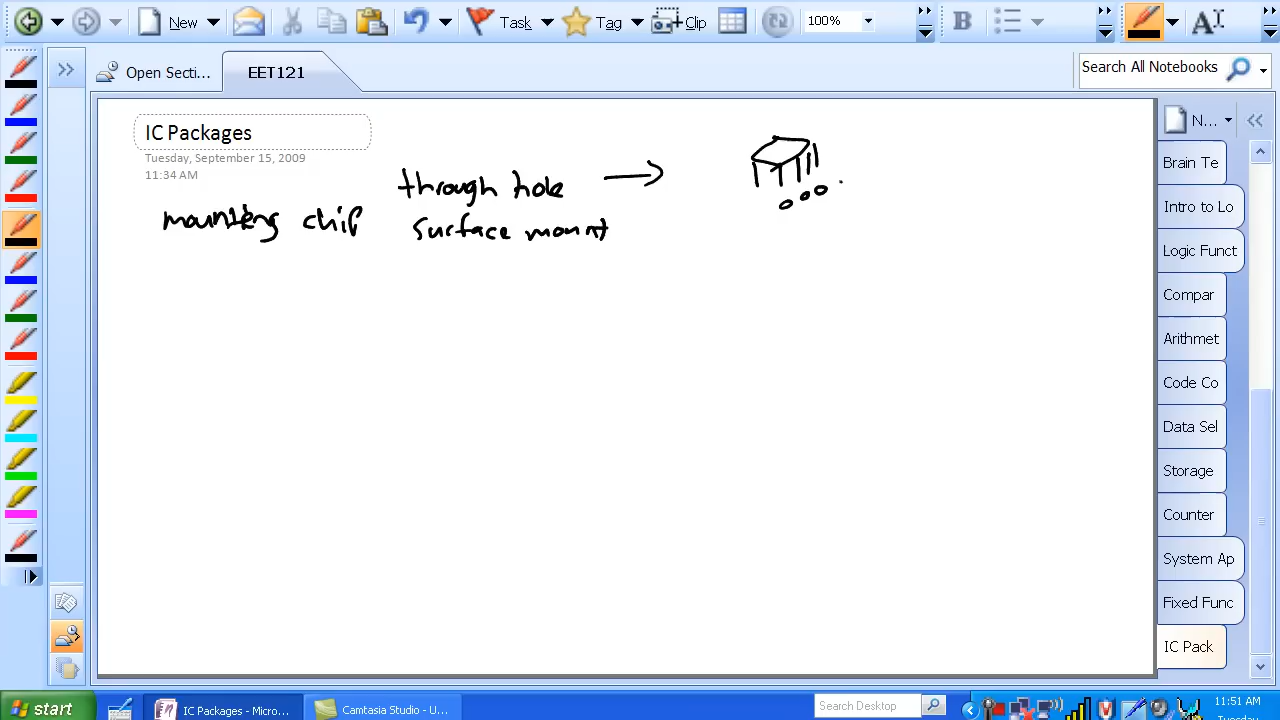 New Task Tag Clip 100% B A
Open Secti... EET121 Search All Notebooks
IC Packages N...
Tuesday, September 15, 2009
11:34 AM
through hole
mounting chip surface mount
Brain Te
Intro to Lo
Logic Funct
Compar
Arithmet
Code Co
Data Sel
Storage
Counter
System Ap
Fixed Func
IC Pack
start IC Packages - Micro... Camtasia Studio - U... Search Desktop 11:51 AM
Tuesday